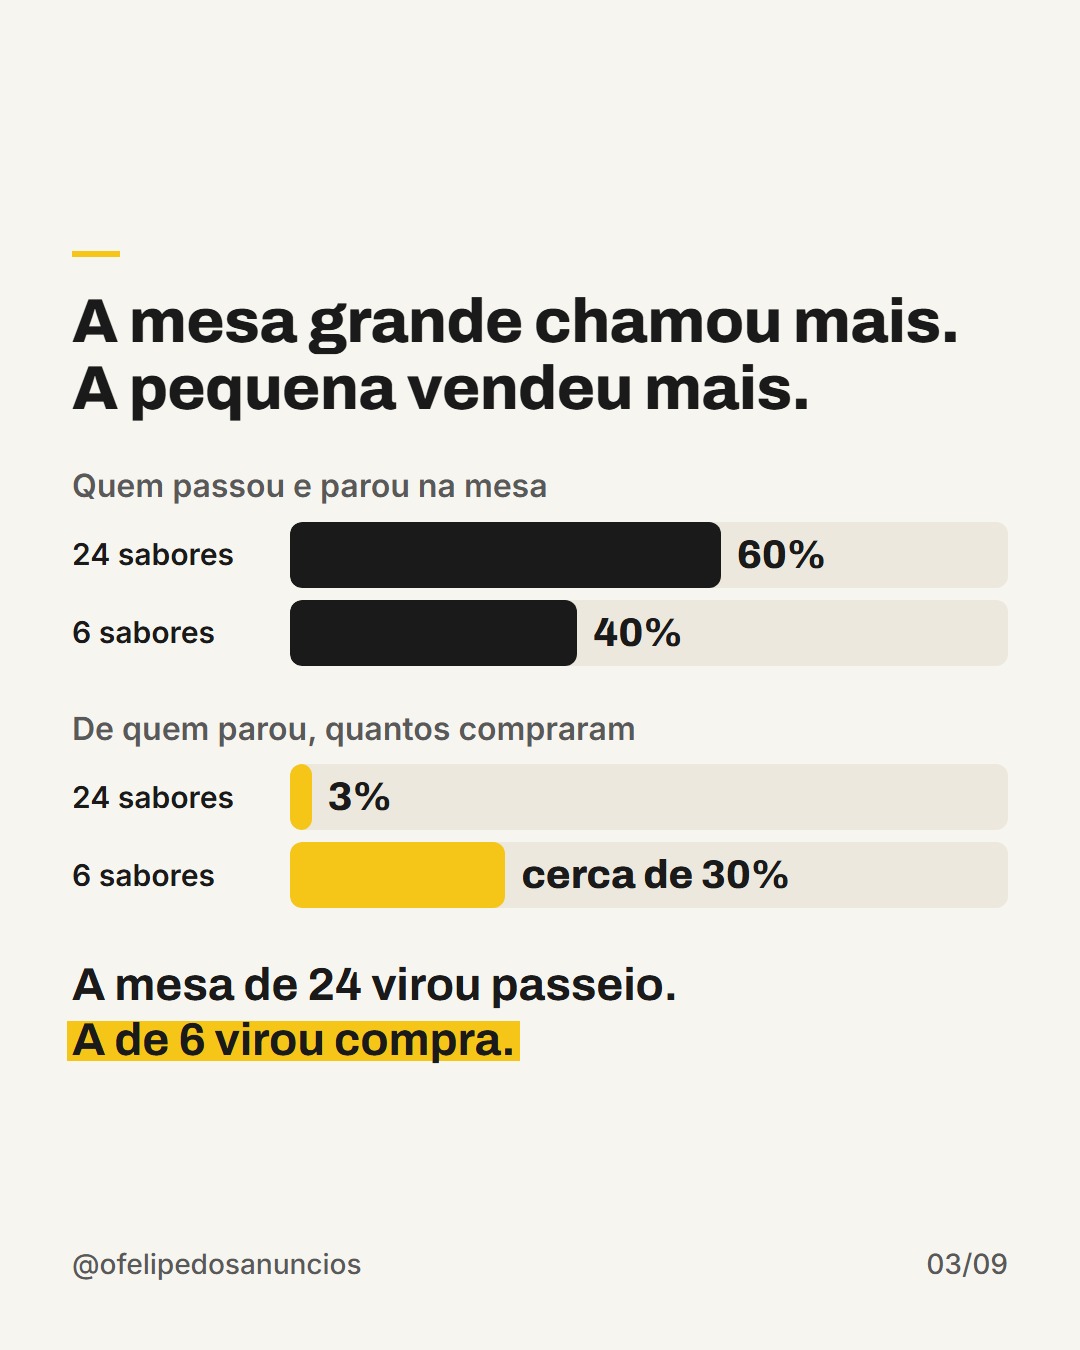 A mesa grande chamou mais.
A pequena vendeu mais.
Quem passou e parou na mesa
24 sabores
60%
6 sabores
40%
De quem parou, quantos compraram
24 sabores
3%
6 sabores
cerca de 30%
A mesa de 24 virou passeio.
A de 6 virou compra.
@ofelipedosanuncios
03/09